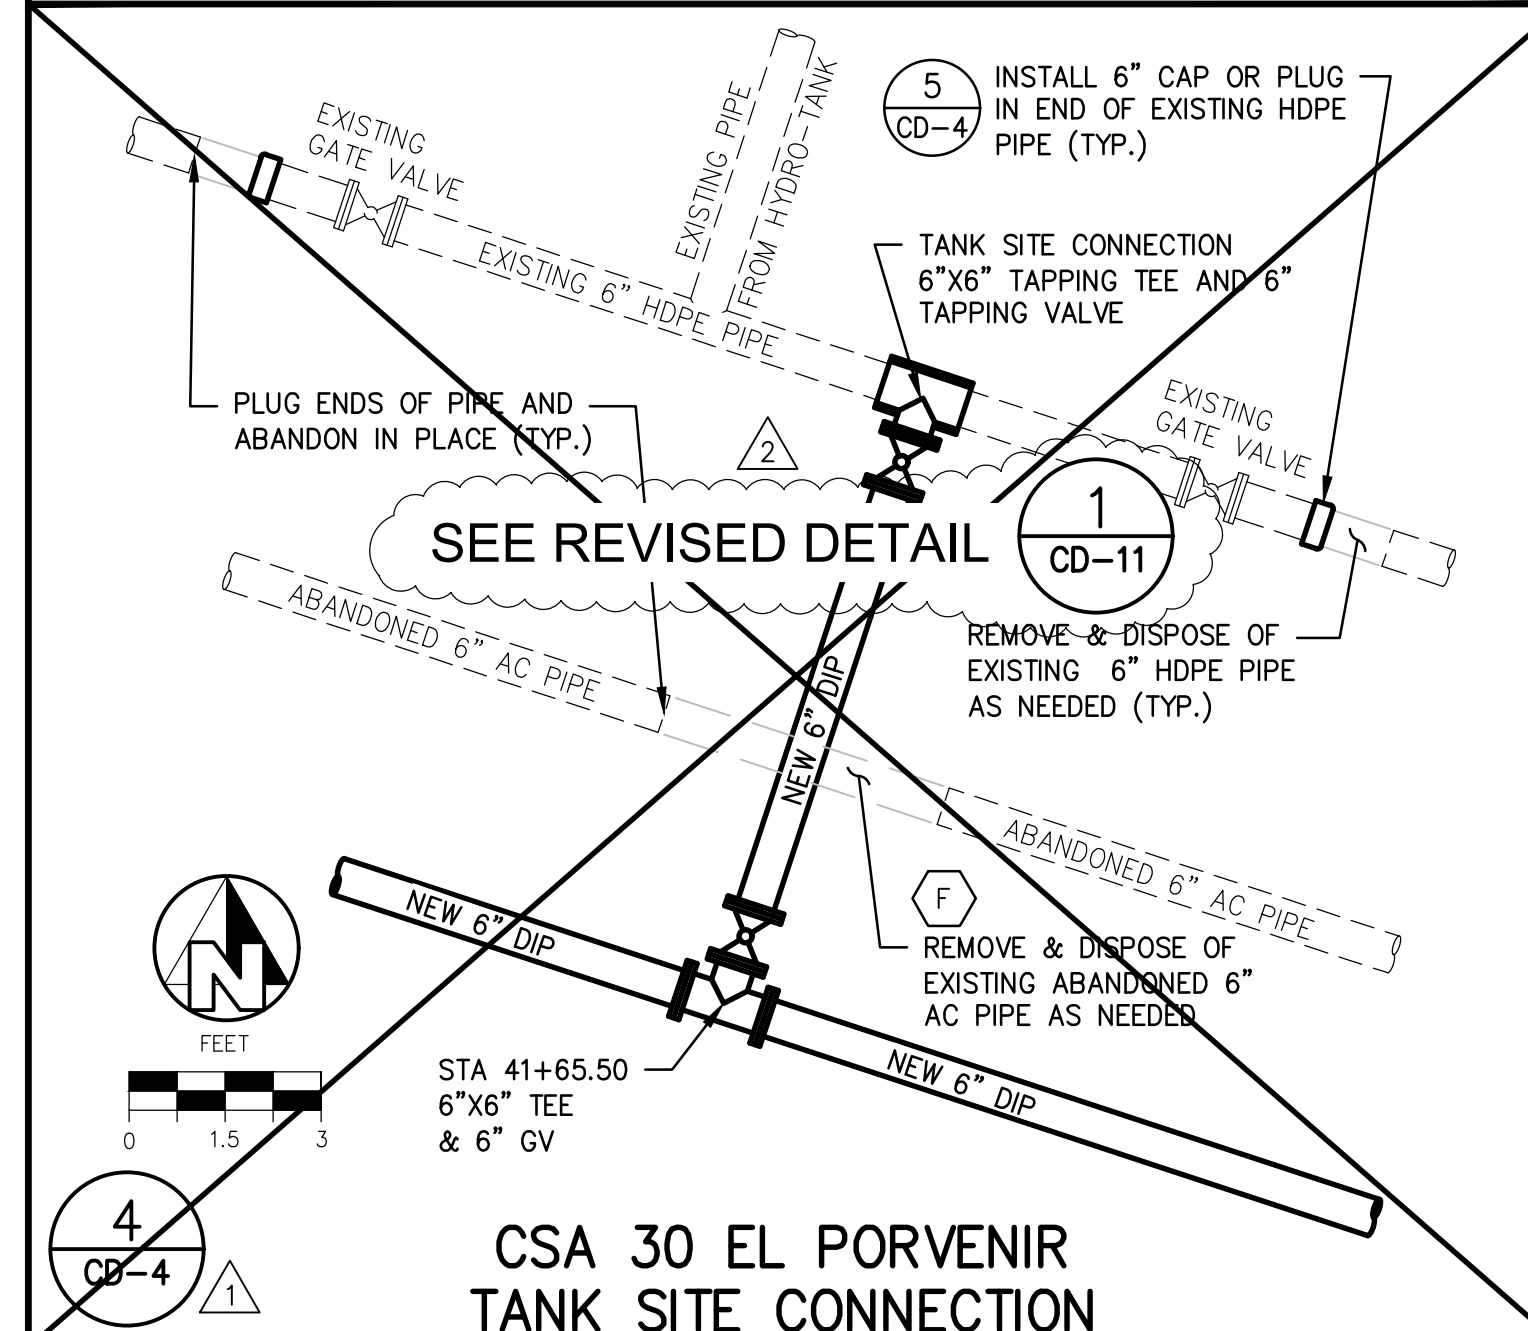 5
CD-4
INSTALL 6" CAP OR PLUG
IN END OF EXISTING HDPE
PIPE (TYP.)
EXISTING
GATE VALVE
EXISTING PIPE
FROM HYDRO-TANK
EXISTING 6" HDPE PIPE
TANK SITE CONNECTION
6"X6" TAPPING TEE AND 6"
TAPPING VALVE
PLUG ENDS OF PIPE AND
ABANDON IN PLACE (TYP.)
2
EXISTING
GATE VALVE
SEE REVISED DETAIL
1
CD-11
ABANDONED 6" AC PIPE
REMOVE & DISPOSE OF
EXISTING 6" HDPE PIPE
AS NEEDED (TYP.)
NEW 6" DIP
ABANDONED 6" AC PIPE
F
REMOVE & DISPOSE OF
EXISTING ABANDONED 6"
AC PIPE AS NEEDED
NEW 6" DIP
N
FEET
0 1.5 3
STA 41+65.50
6"X6" TEE
& 6" GV
NEW 6" DIP
4
CD-4
1
CSA 30 EL PORVENIR
TANK SITE CONNECTION